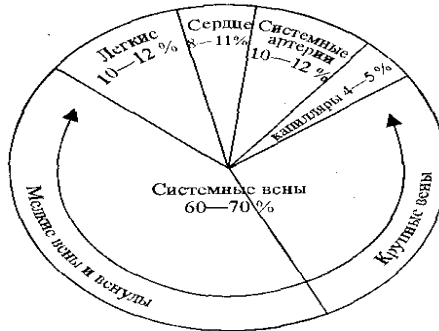 Легкие
10—12 %
Сердце
8—11%
Системные
артерии
10—12 %
капилляры 4—5 %
Системные вены
60—70 %
Мелкие вены и венулы
Крупные вены